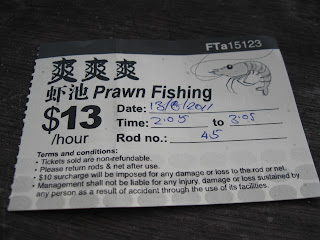 FTa15123
爽爽爽
虾池 Prawn Fishing
$13 /hour
Date: 13/8/2011
Time: 2.05 to 3.05
Rod no.: 45
Terms and conditions:
• Tickets sold are non-refundable.
• Please return rods & net after use.
• $10 surcharge will be imposed for any damage or loss to the rod or net.
• Management shall not be liable for any injury, damage or loss sustained by
any person as a result of accident through the use of its facilities.